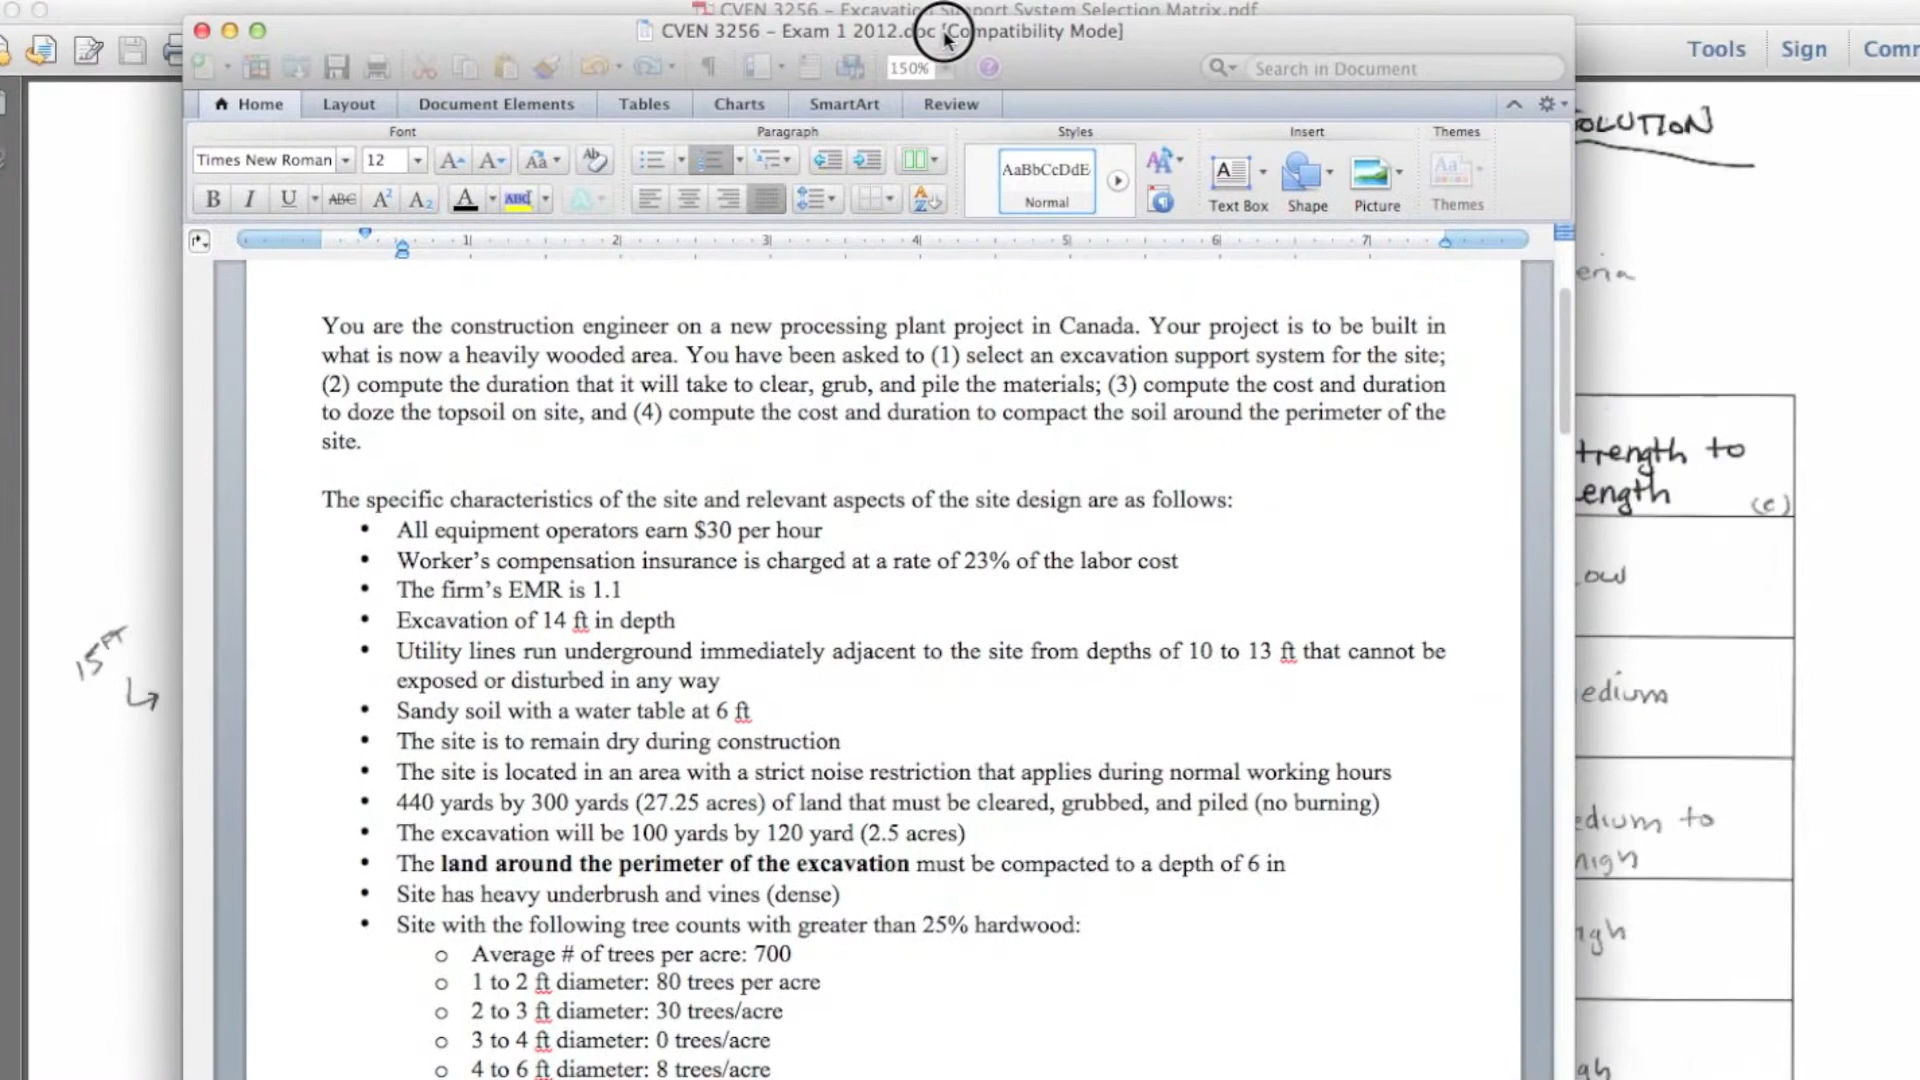 CVEN 3256 – Excavation Support System Selection Matrix.pdf
CVEN 3256 – Exam 1 2012.doc [Compatibility Mode]
Tools Sign Comm
150%
Search in Document
Home Layout Document Elements Tables Charts SmartArt Review
Font Paragraph Styles Insert Themes
Times New Roman 12
AaBbCcDdE
Normal
Text Box Shape Picture Themes
OLUTION
eria
You are the construction engineer on a new processing plant project in Canada. Your project is to be built in
what is now a heavily wooded area. You have been asked to (1) select an excavation support system for the site;
(2) compute the duration that it will take to clear, grub, and pile the materials; (3) compute the cost and duration
to doze the topsoil on site, and (4) compute the cost and duration to compact the soil around the perimeter of the
site.
The specific characteristics of the site and relevant aspects of the site design are as follows:
• All equipment operators earn $30 per hour
• Worker's compensation insurance is charged at a rate of 23% of the labor cost
• The firm's EMR is 1.1
• Excavation of 14 ft in depth
• Utility lines run underground immediately adjacent to the site from depths of 10 to 13 ft that cannot be
exposed or disturbed in any way
• Sandy soil with a water table at 6 ft
• The site is to remain dry during construction
• The site is located in an area with a strict noise restriction that applies during normal working hours
• 440 yards by 300 yards (27.25 acres) of land that must be cleared, grubbed, and piled (no burning)
• The excavation will be 100 yards by 120 yard (2.5 acres)
• The land around the perimeter of the excavation must be compacted to a depth of 6 in
• Site has heavy underbrush and vines (dense)
• Site with the following tree counts with greater than 25% hardwood:
o Average # of trees per acre: 700
o 1 to 2 ft diameter: 80 trees per acre
o 2 to 3 ft diameter: 30 trees/acre
o 3 to 4 ft diameter: 0 trees/acre
o 4 to 6 ft diameter: 8 trees/acre
15 PT
trength to
ength (c)
ow
edium
edium to
high
igh
gh